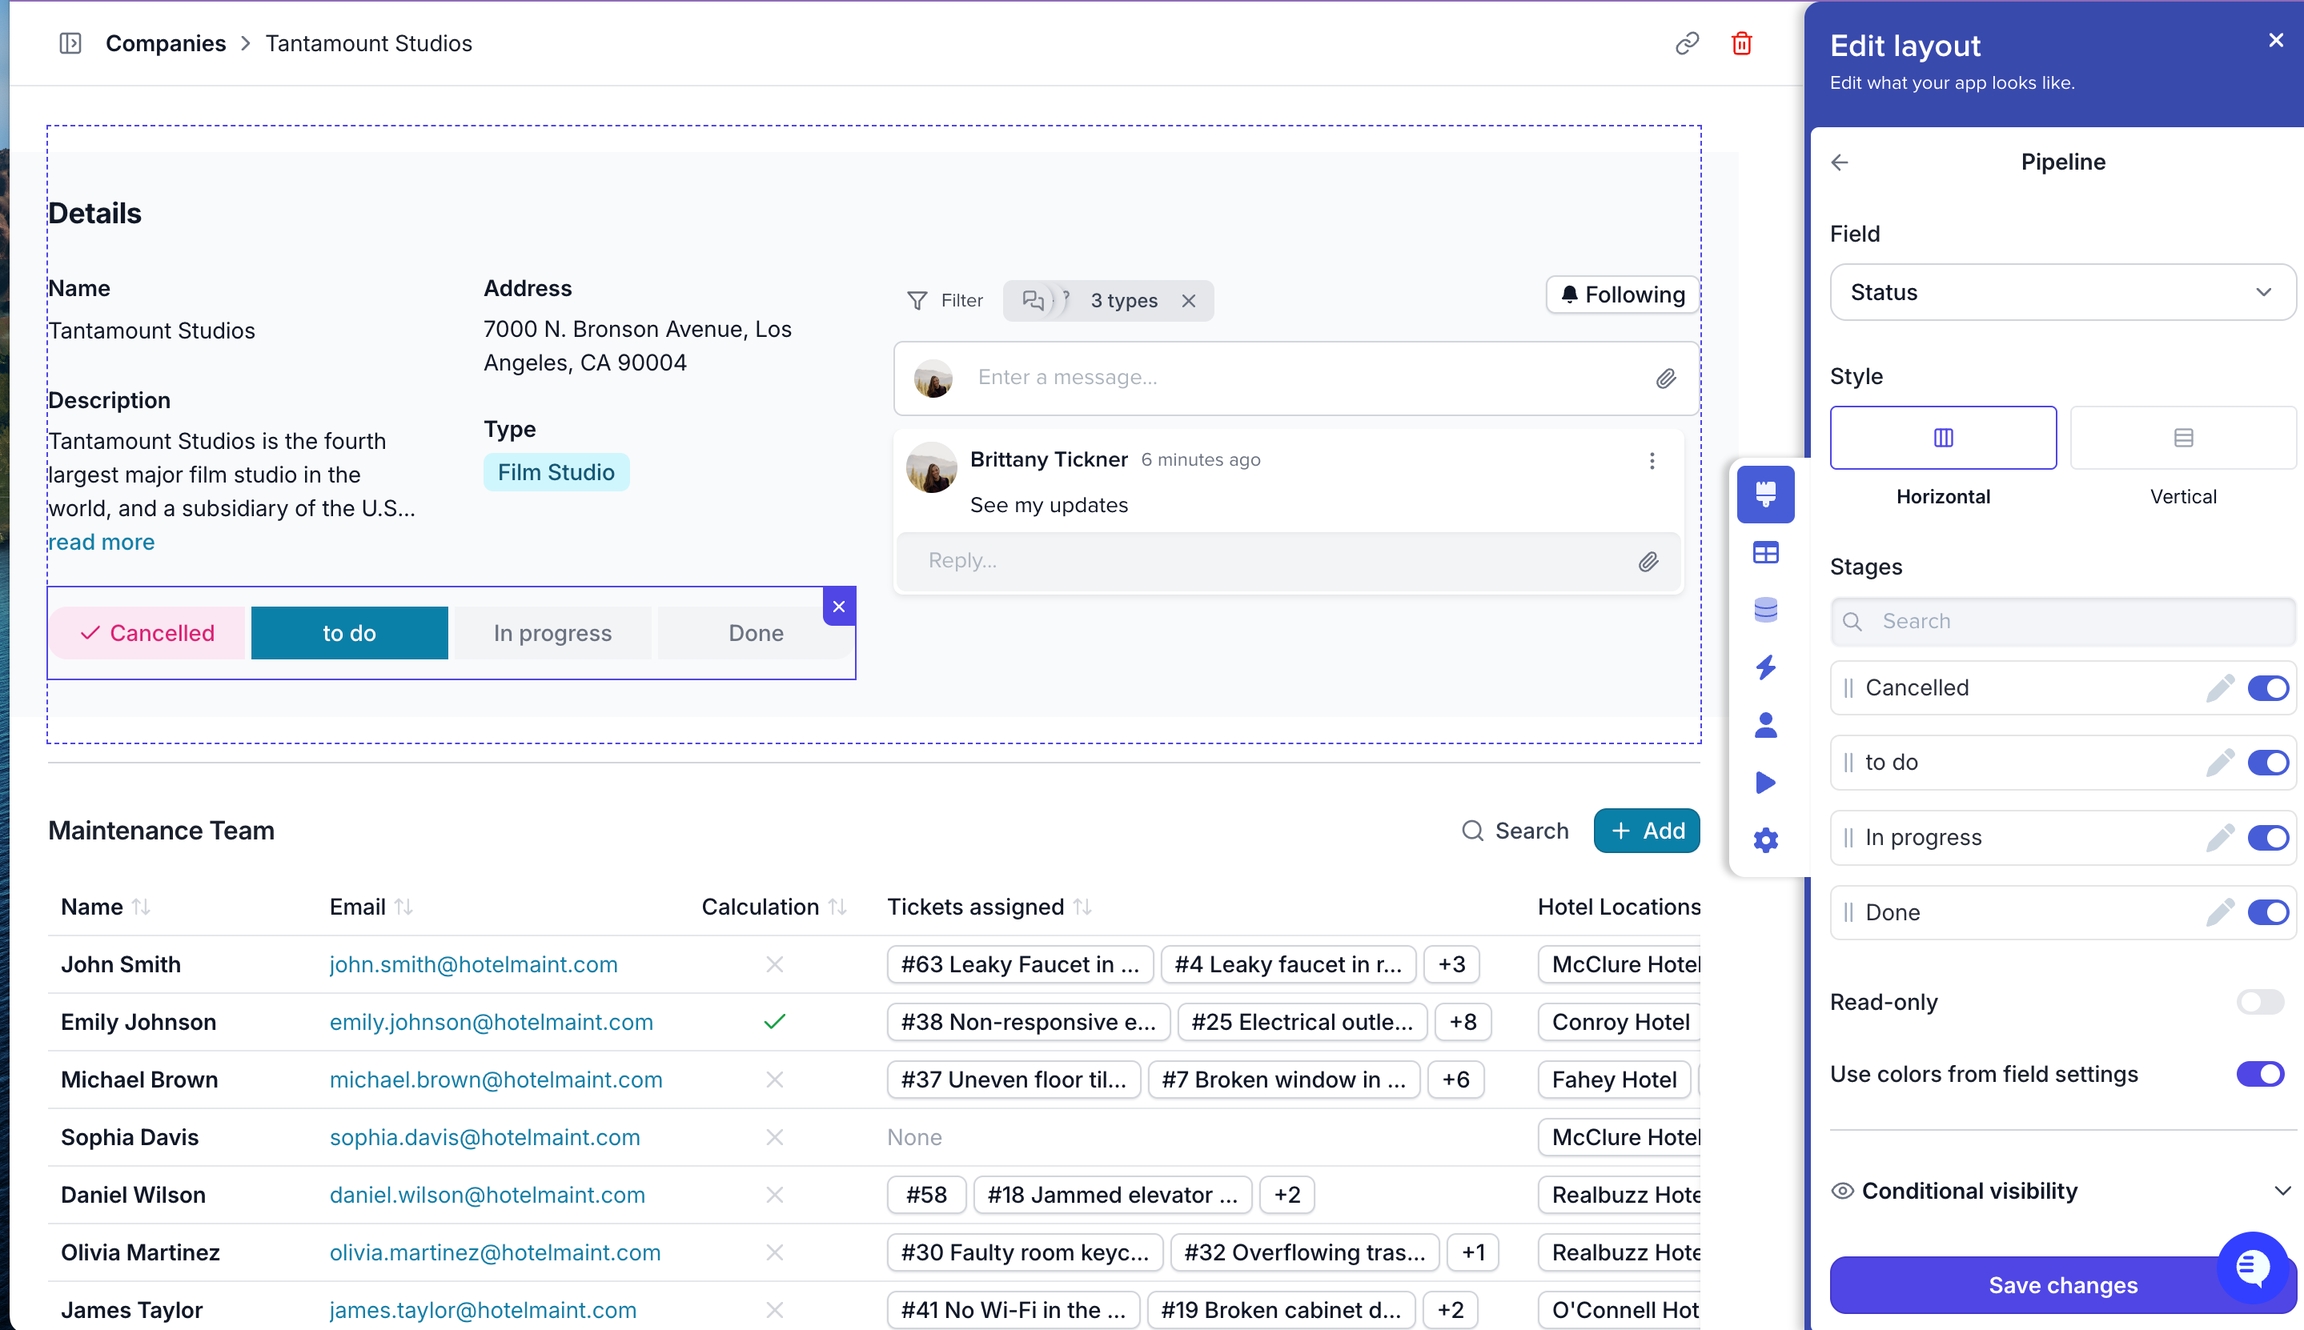 Companies > Tantamount Studios
Details
Name
Tantamount Studios
Description
Tantamount Studios is the fourth
largest major film studio in the
world, and a subsidiary of the U.S...
read more
Address
7000 N. Bronson Avenue, Los
Angeles, CA 90004
Type
Film Studio
Filter
3 types
Following
Enter a message...
Brittany Tickner 6 minutes ago
See my updates
Reply...
Cancelled
to do
In progress
Done
Maintenance Team
Search
+ Add
Name Email Calculation Tickets assigned Hotel Locations
John Smith john.smith@hotelmaint.com #63 Leaky Faucet in ... #4 Leaky faucet in r... +3 McClure Hotel
Emily Johnson emily.johnson@hotelmaint.com #38 Non-responsive e... #25 Electrical outle... +8 Conroy Hotel
Michael Brown michael.brown@hotelmaint.com #37 Uneven floor til... #7 Broken window in ... +6 Fahey Hotel
Sophia Davis sophia.davis@hotelmaint.com None McClure Hotel
Daniel Wilson daniel.wilson@hotelmaint.com #58 #18 Jammed elevator ... +2 Realbuzz Hote
Olivia Martinez olivia.martinez@hotelmaint.com #30 Faulty room keyc... #32 Overflowing tras... +1 Realbuzz Hote
James Taylor james.taylor@hotelmaint.com #41 No Wi-Fi in the ... #19 Broken cabinet d... +2 O'Connell Hot
Edit layout
Edit what your app looks like.
Pipeline
Field
Status
Style
Horizontal
Vertical
Stages
Search
Cancelled
to do
In progress
Done
Read-only
Use colors from field settings
Conditional visibility
Save changes